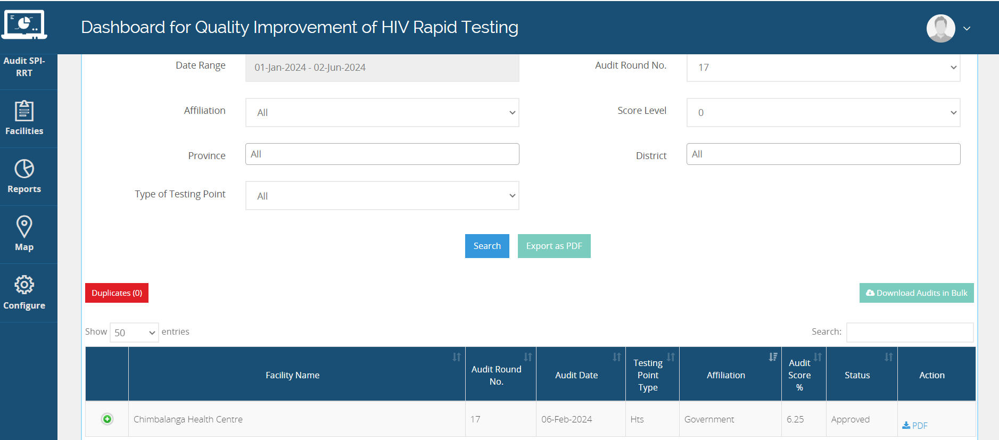 Dashboard for Quality Improvement of HIV Rapid Testing
Audit SPI-
RRT
Facilities
Reports
Map
Configure
Date Range
01-Jan-2024 - 02-Jun-2024
Audit Round No.
17
Affiliation
All
Score Level
0
Province
All
District
All
Type of Testing Point
All
Search
Export as PDF
Duplicates (0)
Download Audits in Bulk
Show 50 entries
Search:
Facility Name
Audit Round
No.
Audit Date
Testing
Point
Type
Affiliation
Audit
Score
%
Status
Action
Chimbalanga Health Centre
17
06-Feb-2024
Hts
Government
6.25
Approved
PDF